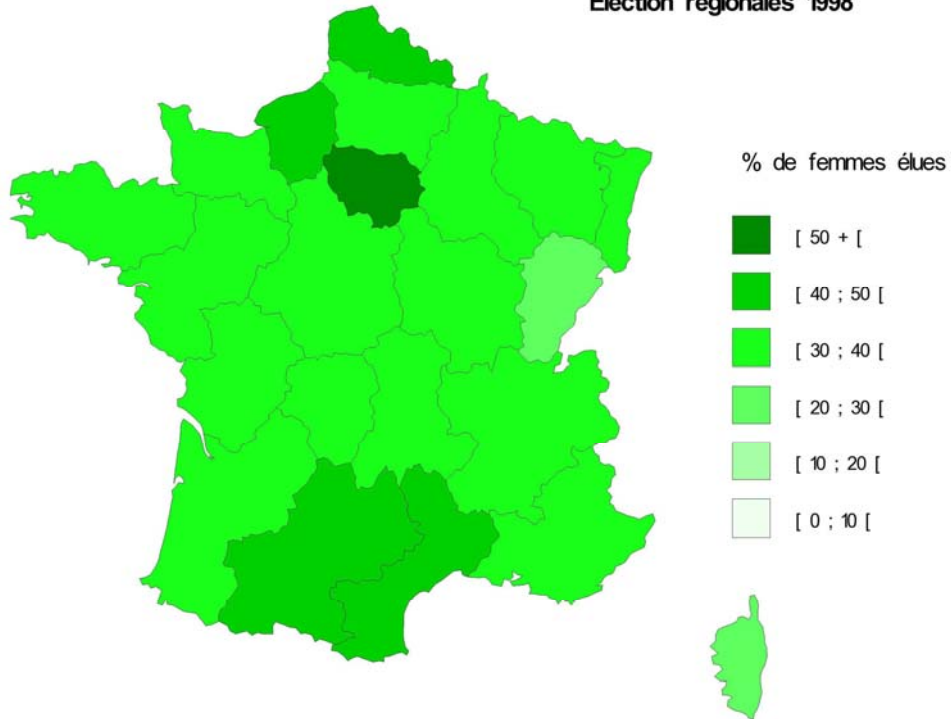 Election régionales 1998
% de femmes élues
[ 50 + [
[ 40 ; 50 [
[ 30 ; 40 [
[ 20 ; 30 [
[ 10 ; 20 [
[ 0 ; 10 [